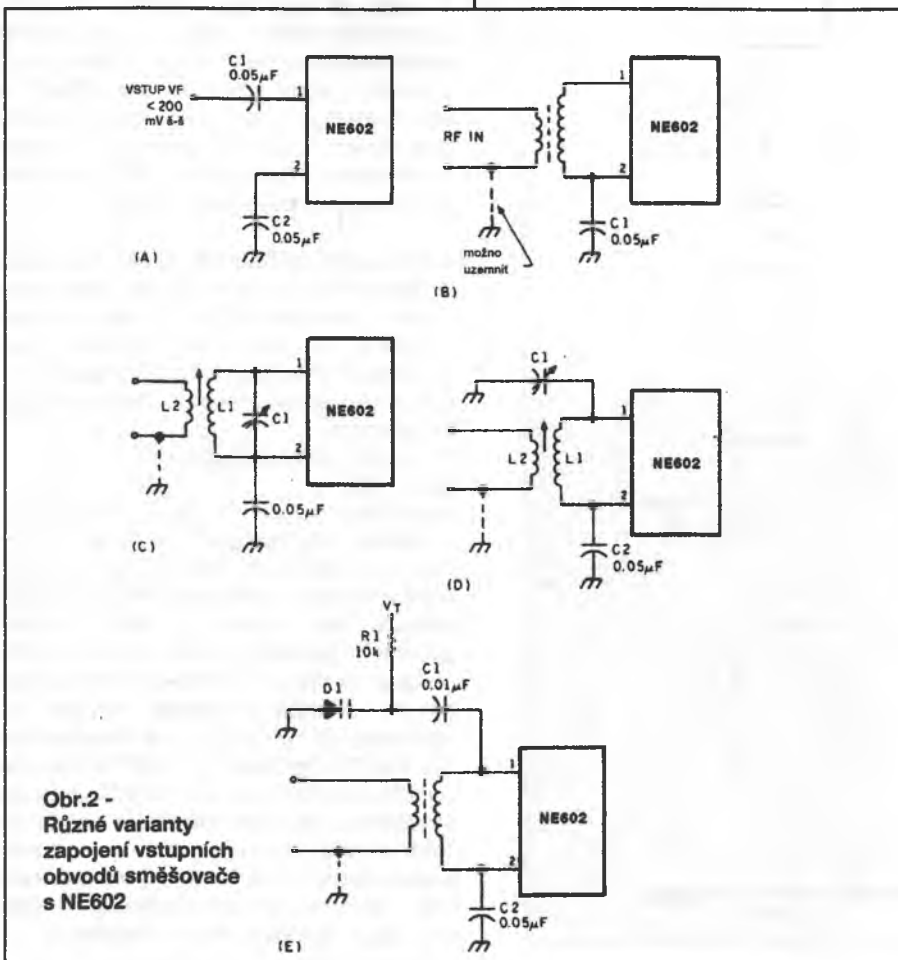 C1
0.05µF
VSTUP VF
< 200
mV š-š
1
NE602
2
C2
0.05µF
(A)
RF IN
1
NE602
2
C1
0.05µF
možno
uzemnit
(B)
L2
L1
C1
1
NE602
2
0.05µF
(C)
C1
L2
L1
1
NE602
2
C2
0.05µF
(D)
VT
R1
10k
C1
0.01µF
D1
1
NE602
2
C2
0.05µF
(E)
Obr.2 -
Různé varianty
zapojení vstupních
obvodů směšovače
s NE602